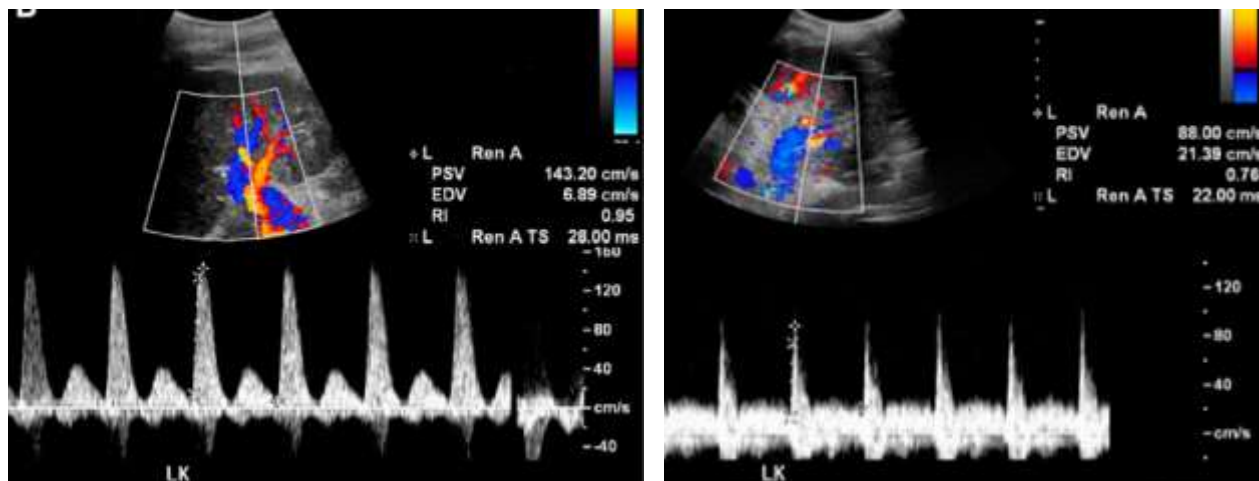 D
L Ren A
PSV 143.20 cm/s
EDV 6.89 cm/s
RI 0.95
L Ren A TS 28.00 ms
160
120
80
40
cm/s
-40
LK
L Ren A
PSV 88.00 cm/s
EDV 21.39 cm/s
RI 0.76
L Ren A TS 22.00 ms
120
80
40
cm/s
LK